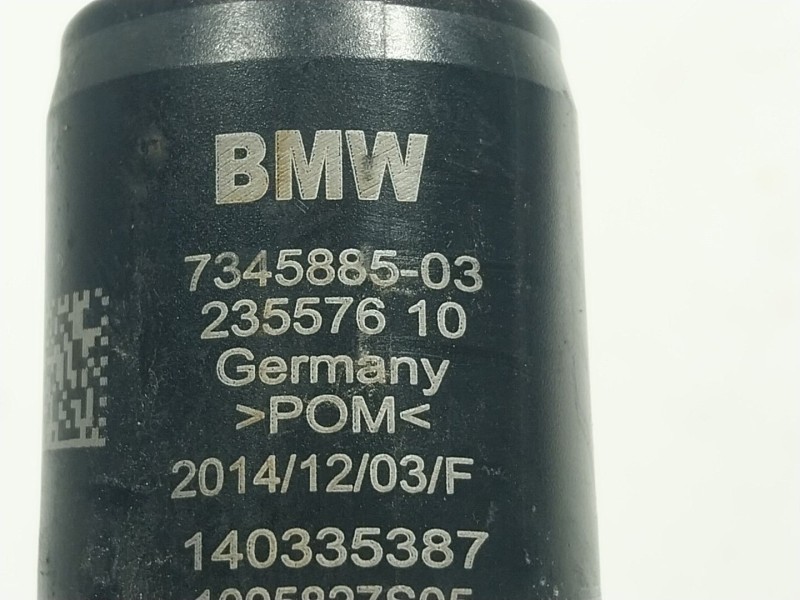 BMW
7345885-03
235576 10
Germany
>POM<
2014/12/03/F
140335387